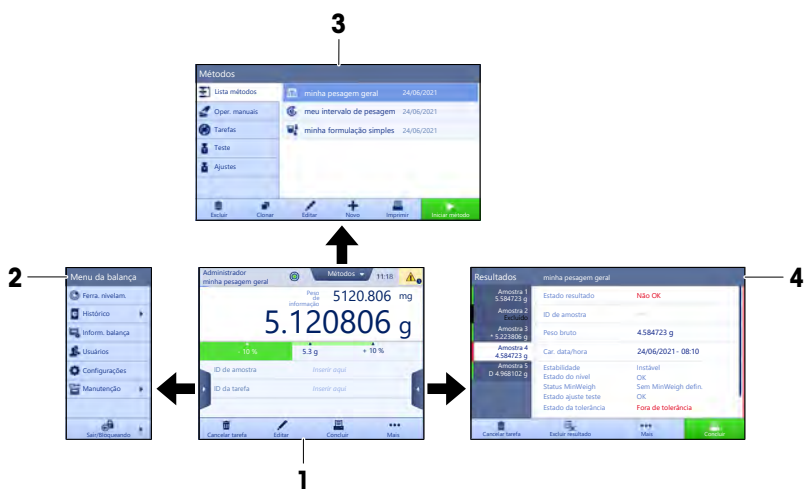 3
Métodos
Lista métodos
minha pesagem geral 24/06/2021
Oper. manuais
meu intervalo de pesagem 24/06/2021
Tarefas
minha formulação simples 24/06/2021
Teste
Ajustes
Excluir Clonar Editar Novo Imprimir Iniciar método
2
Menu da balança
Ferra. nivelam.
Histórico
Inform. balança
Usuários
Configurações
Manutenção
Sair/Bloqueando
Administrador
minha pesagem geral
Métodos
11:18
Peso de informação
5120.806 mg
5.120806 g
- 10 % 5.3 g + 10 %
ID de amostra Inserir aqui
ID da tarefa Inserir aqui
Cancelar tarefa Editar Concluir Mais
1
4
Resultados minha pesagem geral
Amostra 1
5.584723 g
Amostra 2
Excluído
Amostra 3
* 5.223806 g
Amostra 4
4.584723 g
Amostra 5
D 4.968102 g
Estado resultado Não OK
ID de amostra ---
Peso bruto 4.584723 g
Car. data/hora 24/06/2021 - 08:10
Estabilidade Instável
Estado do nível OK
Status MinWeigh Sem MinWeigh defin.
Estado ajuste teste OK
Estado da tolerância Fora de tolerância
Cancelar tarefa Excluir resultado Mais Concluir